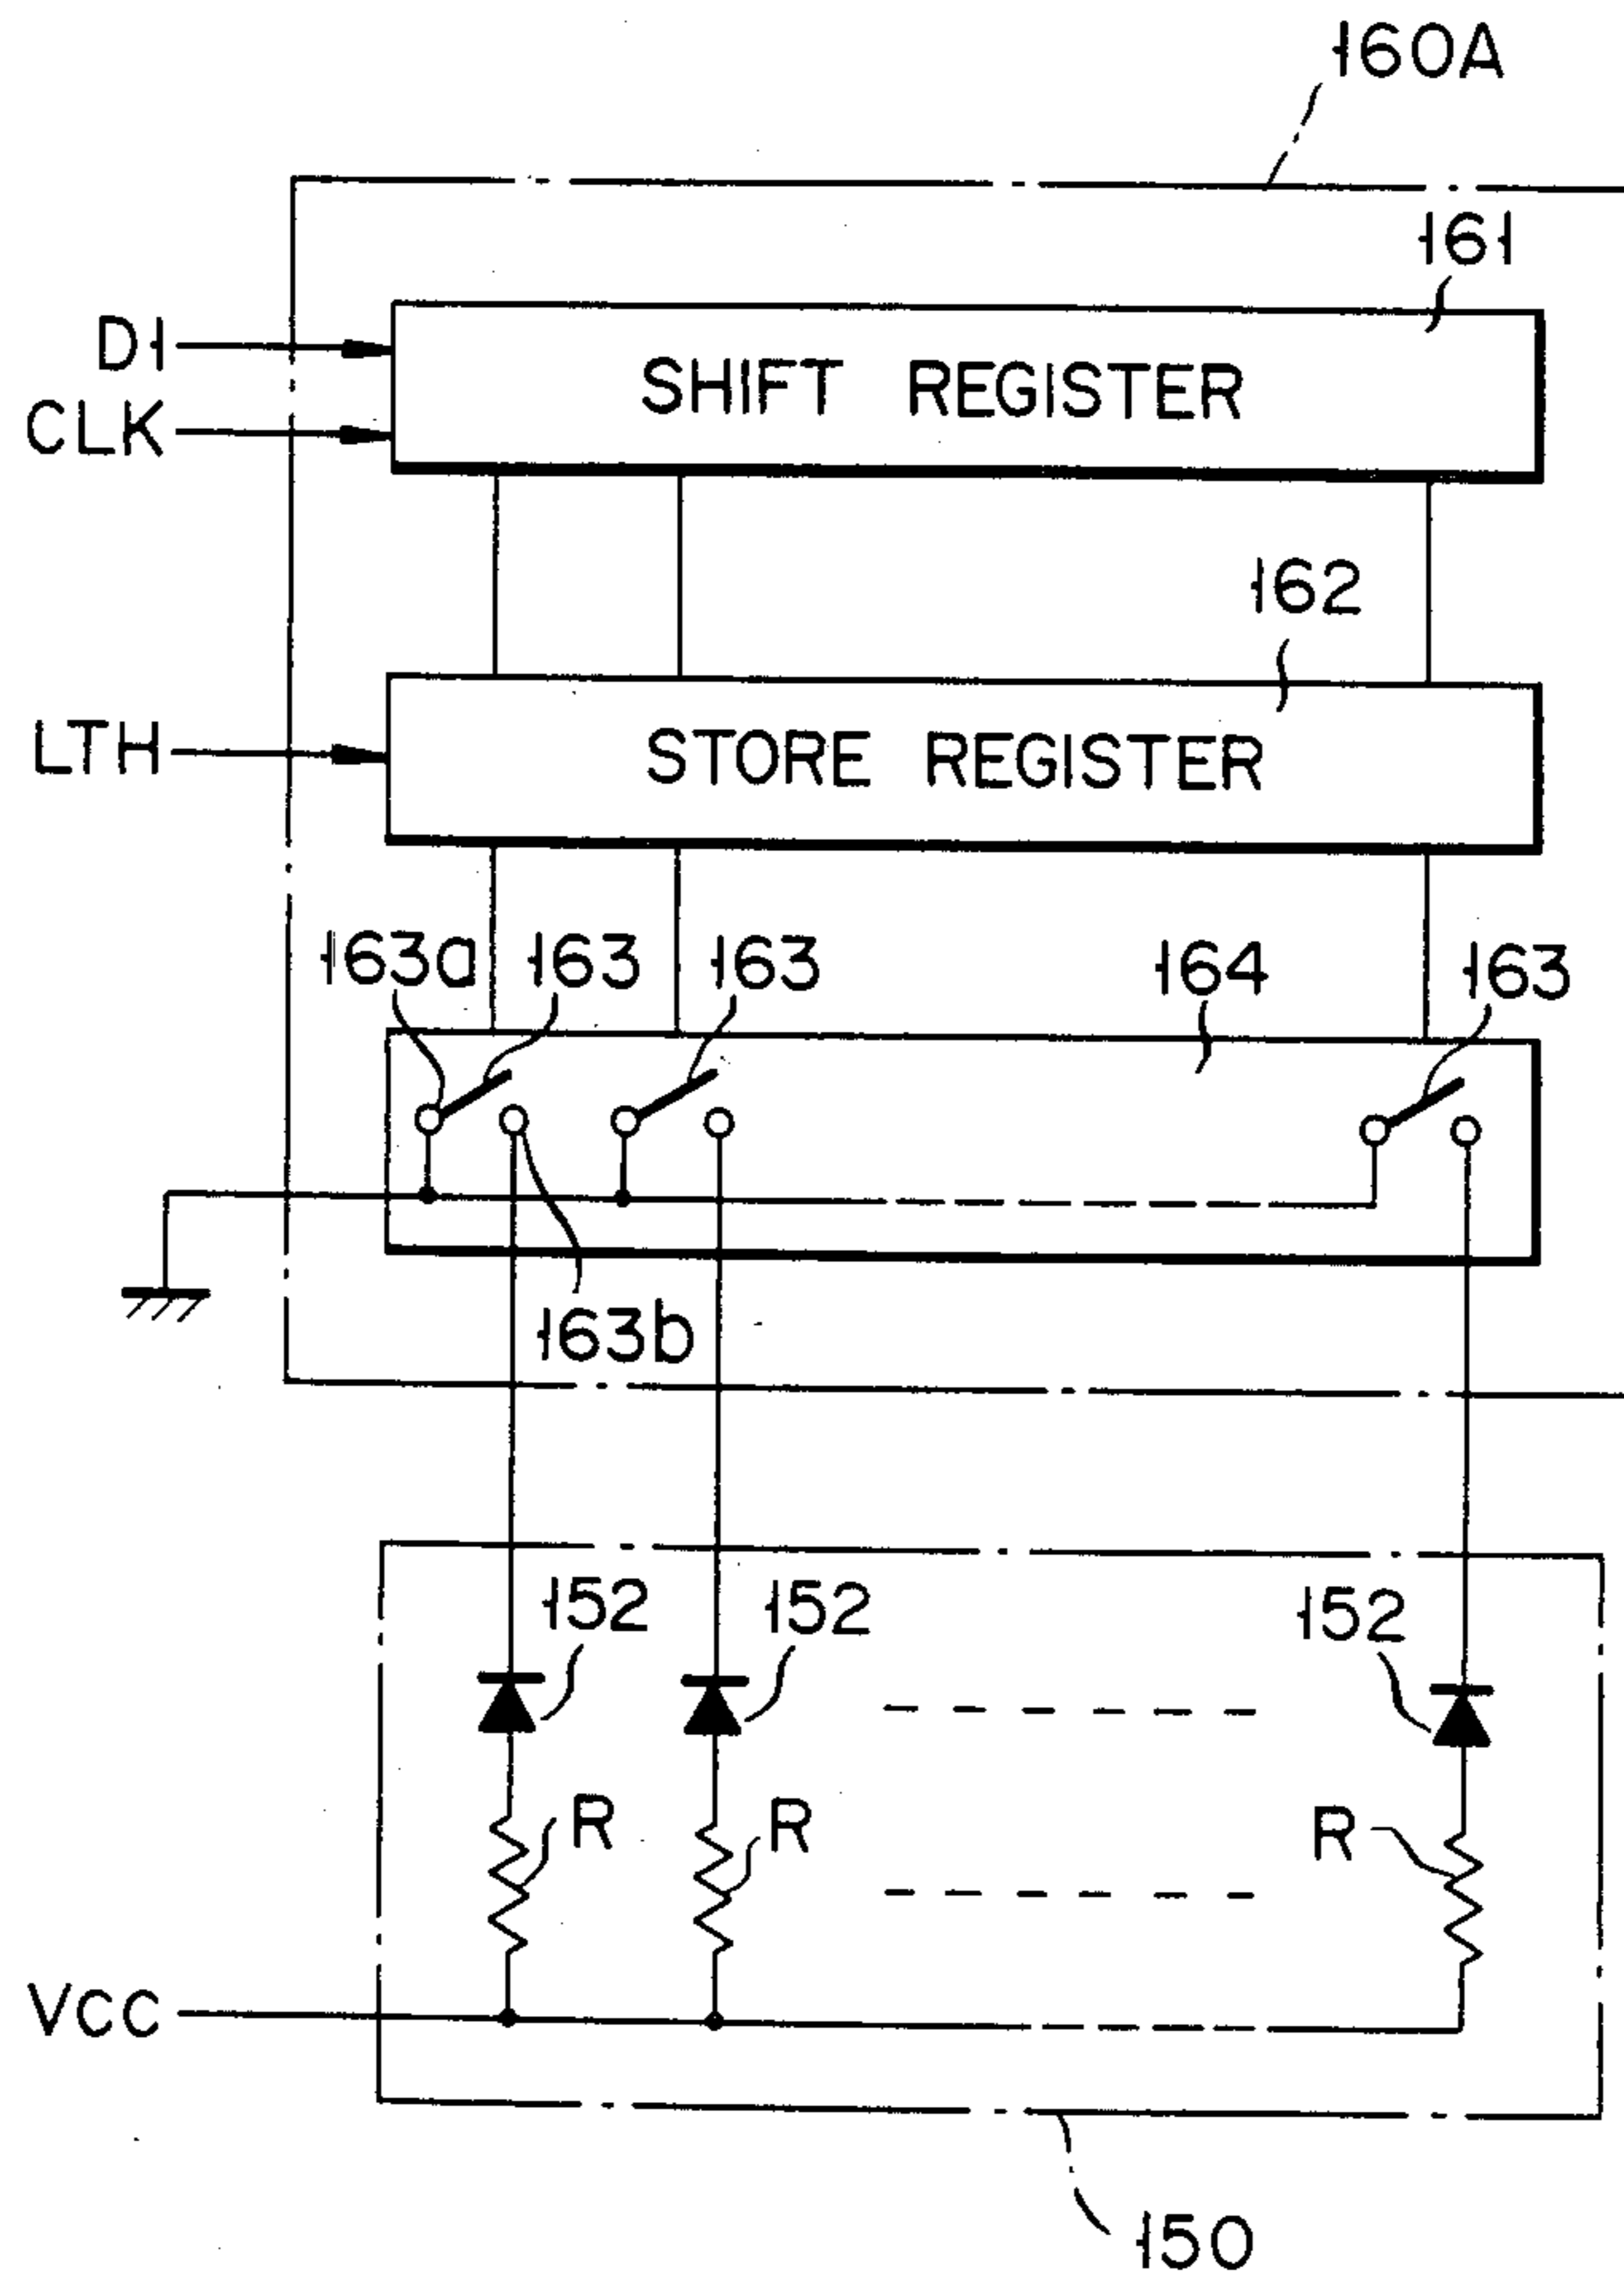 160A
161
DI
SHIFT REGISTER
CLK
162
LTH
STORE REGISTER
163a 163 163 164 163
163b
152 152 152
R R R
VCC
150